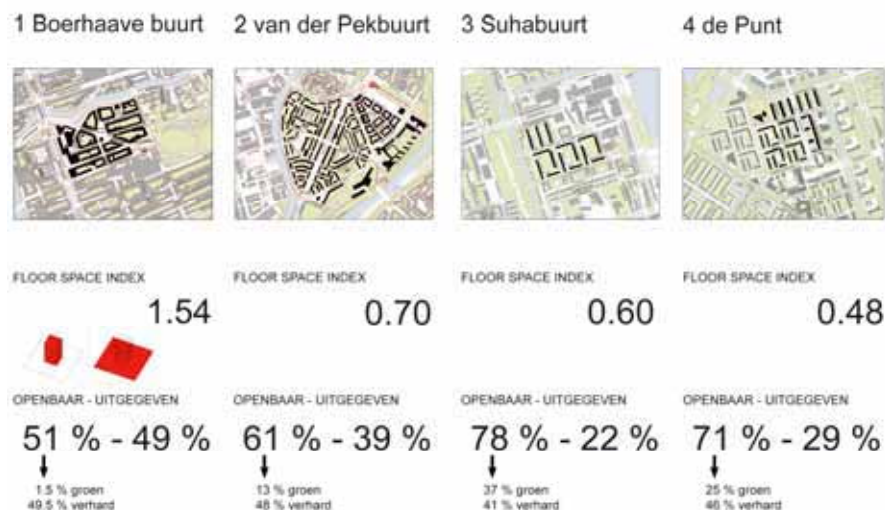 1 Boerhaave buurt
2 van der Pekbuurt
3 Suhabuurt
4 de Punt
FLOOR SPACE INDEX
FLOOR SPACE INDEX
FLOOR SPACE INDEX
FLOOR SPACE INDEX
1.54
0.70
0.60
0.48
OPENBAAR - UITGEGEVEN
OPENBAAR - UITGEGEVEN
OPENBAAR - UITGEGEVEN
OPENBAAR - UITGEGEVEN
51 % - 49 %
61 % - 39 %
78 % - 22 %
71 % - 29 %
1.5 % groen
49.5 % verhard
13 % groen
48 % verhard
37 % groen
41 % verhard
25 % groen
46 % verhard